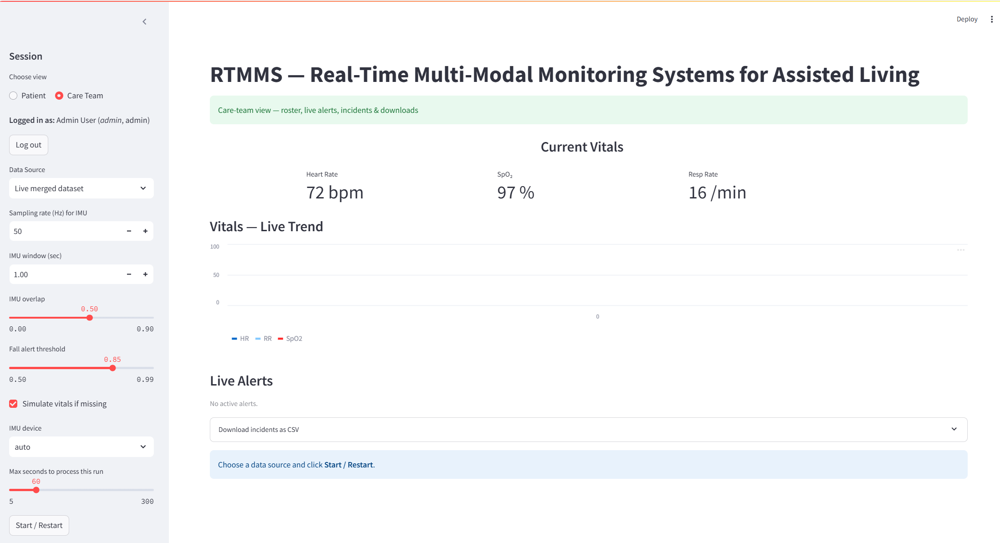 Deploy
Session
Choose view
Patient Care Team
Logged in as: Admin User (admin, admin)
Log out
Data Source
Live merged dataset
Sampling rate (Hz) for IMU
50
IMU window (sec)
1.00
IMU overlap
0.50
0.00 0.90
Fall alert threshold
0.85
0.50 0.99
Simulate vitals if missing
IMU device
auto
Max seconds to process this run
60
5 300
Start / Restart
RTMMS — Real-Time Multi-Modal Monitoring Systems for Assisted Living
Care-team view — roster, live alerts, incidents & downloads
Current Vitals
Heart Rate SpO₂ Resp Rate
72 bpm 97 % 16 /min
Vitals — Live Trend
100
50
0
0
HR RR SpO2
Live Alerts
No active alerts.
Download incidents as CSV
Choose a data source and click Start / Restart.